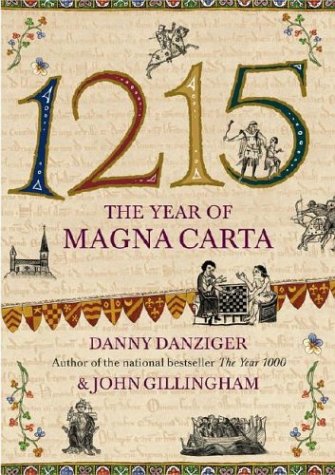 1215
THE YEAR OF
MAGNA CARTA
DANNY DANZIGER
Author of the national bestseller The Year 1000
& JOHN GILLINGHAM